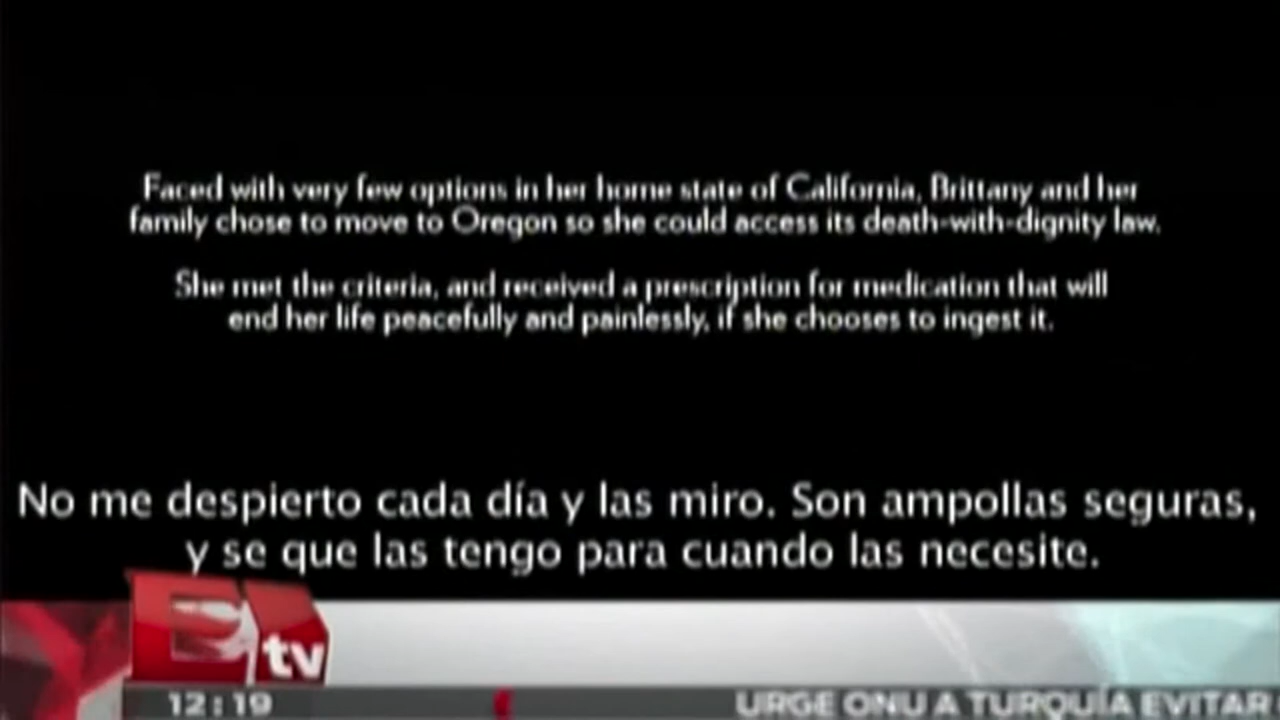 Faced with very few options in her home state of California, Brittany and her
family chose to move to Oregon so she could access its death-with-dignity law.
She met the criteria, and received a prescription for medication that will
end her life peacefully and painlessly, if she chooses to ingest it.
No me despierto cada día y las miro. Son ampollas seguras,
y se que las tengo para cuando las necesite.
tv
12:19
URGE ONU A TURQUÍA EVITAR